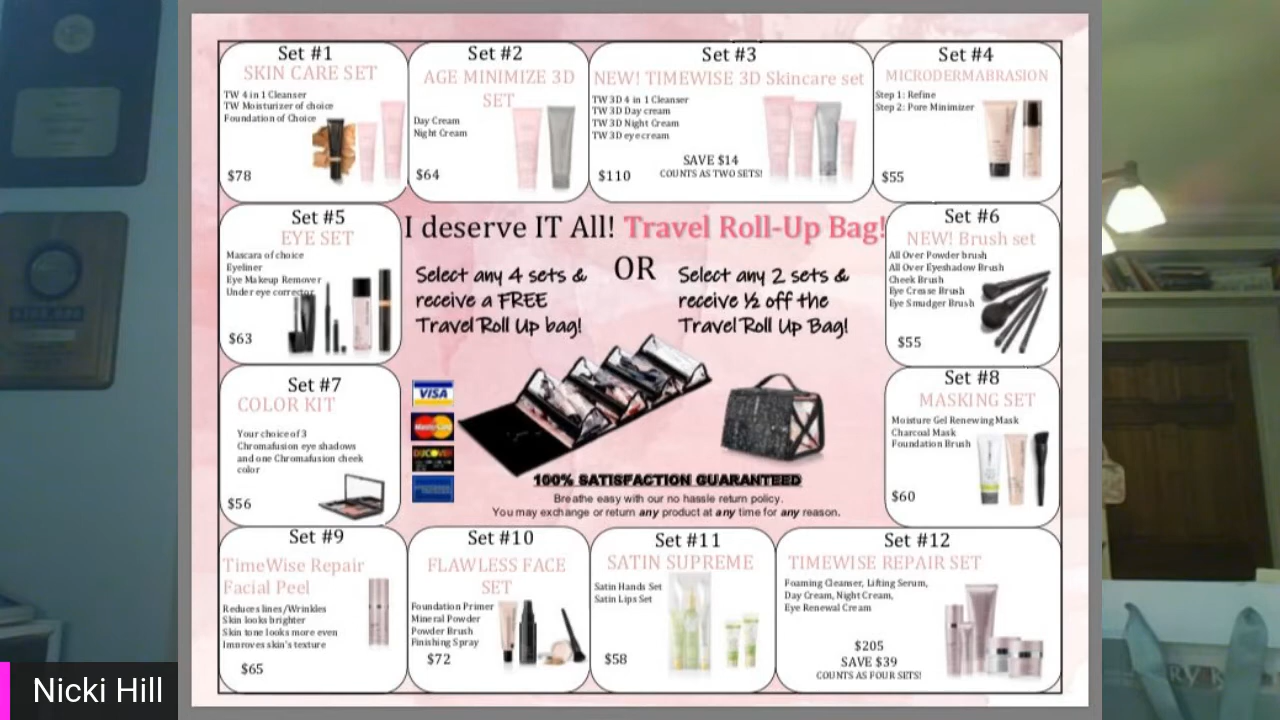 Set #1
SKIN CARE SET
TW 4 in 1 Cleanser
TW Moisturizer of choice
Foundation of Choice
$78
Set #2
AGE MINIMIZE 3D
SET
Day Cream
Night Cream
$64
Set #3
NEW! TIMEWISE 3D Skincare set
TW 3D 4 in 1 Cleanser
TW 3D Day cream
TW 3D Night Cream
TW 3D eye cream
SAVE $14
COUNTS AS TWO SETS!
$110
Set #4
MICRODERMABRASION
Step 1: Refine
Step 2: Pore Minimizer
$55
Set #5
EYE SET
Mascara of choice
Eyeliner
Eye Makeup Remover
Under eye corrector
$63
I deserve IT All! Travel Roll-Up Bag!
Select any 4 sets &
receive a FREE
Travel Roll Up bag!
OR
Select any 2 sets &
receive ½ off the
Travel Roll Up Bag!
Set #6
NEW! Brush set
All Over Powder brush
All Over Eyeshadow Brush
Cheek Brush
Eye Crease Brush
Eye Smudger Brush
$55
Set #7
COLOR KIT
Your choice of 3
Chromafusion eye shadows
and one Chromafusion cheek
color
$56
VISA
MasterCard
DISCOVER
100% SATISFACTION GUARANTEED
Breathe easy with our no hassle return policy.
You may exchange or return any product at any time for any reason.
Set #8
MASKING SET
Moisture Gel Renewing Mask
Charcoal Mask
Foundation Brush
$60
Set #9
TimeWise Repair
Facial Peel
Reduces lines/Wrinkles
Skin looks brighter
Skin tone looks more even
Improves skin's texture
$65
Set #10
FLAWLESS FACE
SET
Foundation Primer
Mineral Powder
Powder Brush
Finishing Spray
$72
Set #11
SATIN SUPREME
Satin Hands Set
Satin Lips Set
$58
Set #12
TIMEWISE REPAIR SET
Foaming Cleanser, Lifting Serum,
Day Cream, Night Cream,
Eye Renewal Cream
$205
SAVE $39
COUNTS AS FOUR SETS!
Nicki Hill